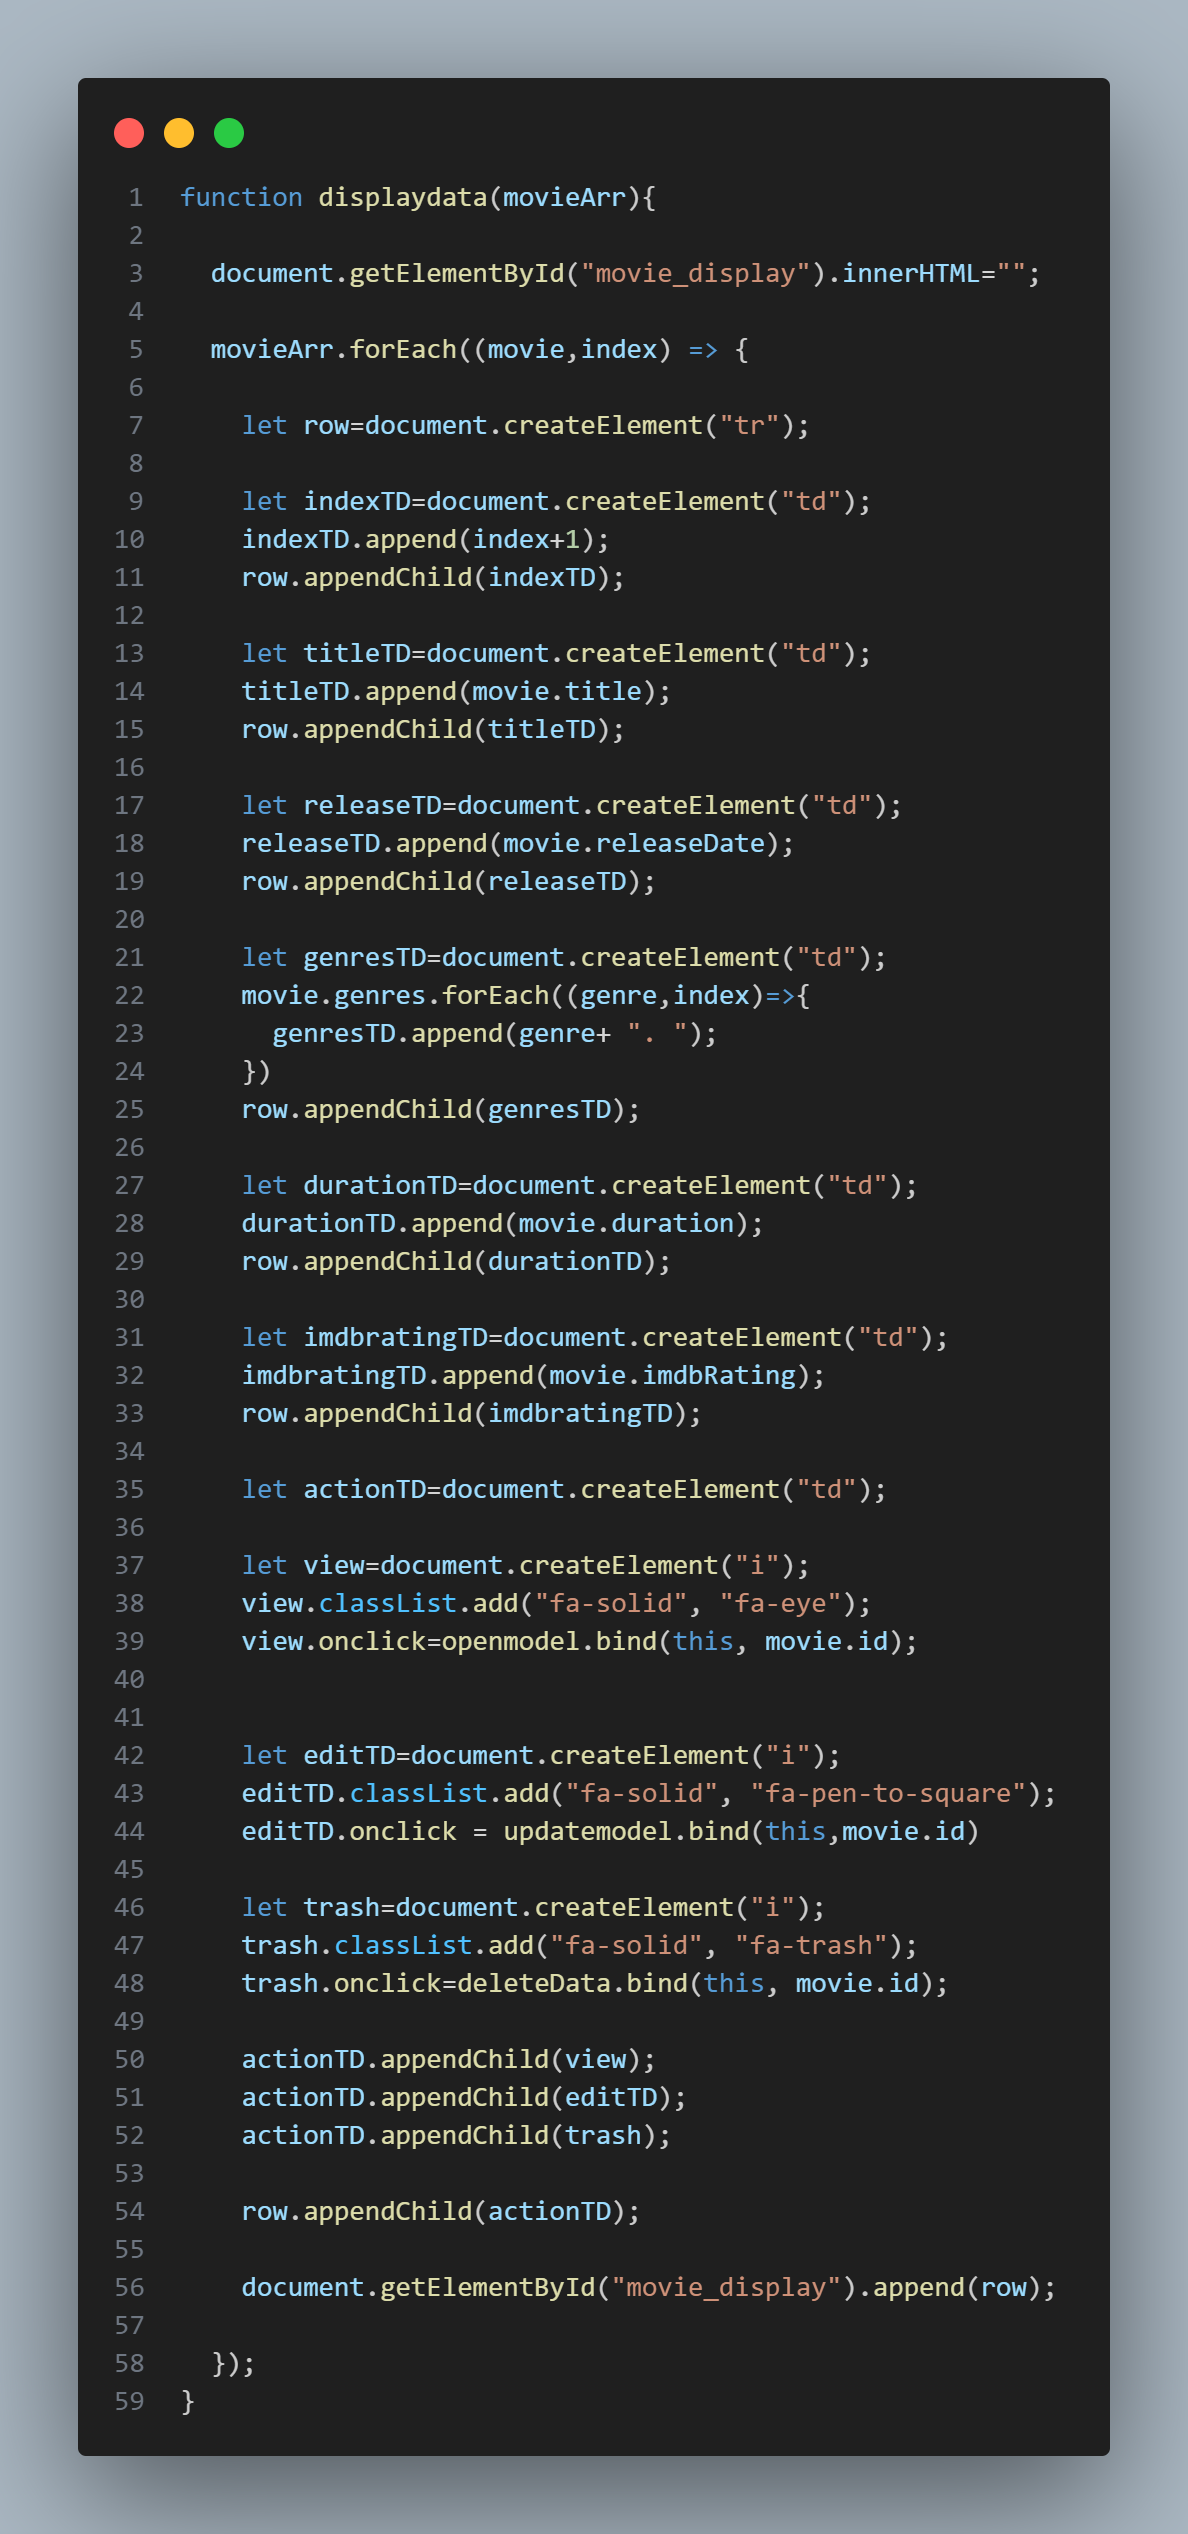 1 function displaydata(movieArr){
2
3   document.getElementById("movie_display").innerHTML="";
4
5   movieArr.forEach((movie,index) => {
6
7     let row=document.createElement("tr");
8
9     let indexTD=document.createElement("td");
10     indexTD.append(index+1);
11     row.appendChild(indexTD);
12
13     let titleTD=document.createElement("td");
14     titleTD.append(movie.title);
15     row.appendChild(titleTD);
16
17     let releaseTD=document.createElement("td");
18     releaseTD.append(movie.releaseDate);
19     row.appendChild(releaseTD);
20
21     let genresTD=document.createElement("td");
22     movie.genres.forEach((genre,index)=>{
23       genresTD.append(genre+ ". ");
24     })
25     row.appendChild(genresTD);
26
27     let durationTD=document.createElement("td");
28     durationTD.append(movie.duration);
29     row.appendChild(durationTD);
30
31     let imdbratingTD=document.createElement("td");
32     imdbratingTD.append(movie.imdbRating);
33     row.appendChild(imdbratingTD);
34
35     let actionTD=document.createElement("td");
36
37     let view=document.createElement("i");
38     view.classList.add("fa-solid", "fa-eye");
39     view.onclick=openmodel.bind(this, movie.id);
40
41
42     let editTD=document.createElement("i");
43     editTD.classList.add("fa-solid", "fa-pen-to-square");
44     editTD.onclick = updatemodel.bind(this,movie.id)
45
46     let trash=document.createElement("i");
47     trash.classList.add("fa-solid", "fa-trash");
48     trash.onclick=deleteData.bind(this, movie.id);
49
50     actionTD.appendChild(view);
51     actionTD.appendChild(editTD);
52     actionTD.appendChild(trash);
53
54     row.appendChild(actionTD);
55
56     document.getElementById("movie_display").append(row);
57
58   });
59 }